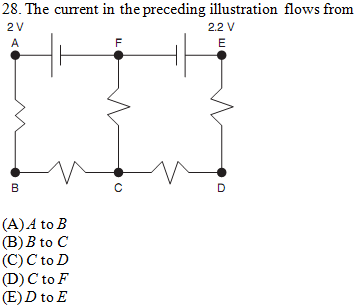 28. The current in the preceding illustration flows from
2 V 2.2 V
A F E
B C D
(A) A to B
(B) B to C
(C) C to D
(D) C to F
(E) D to E